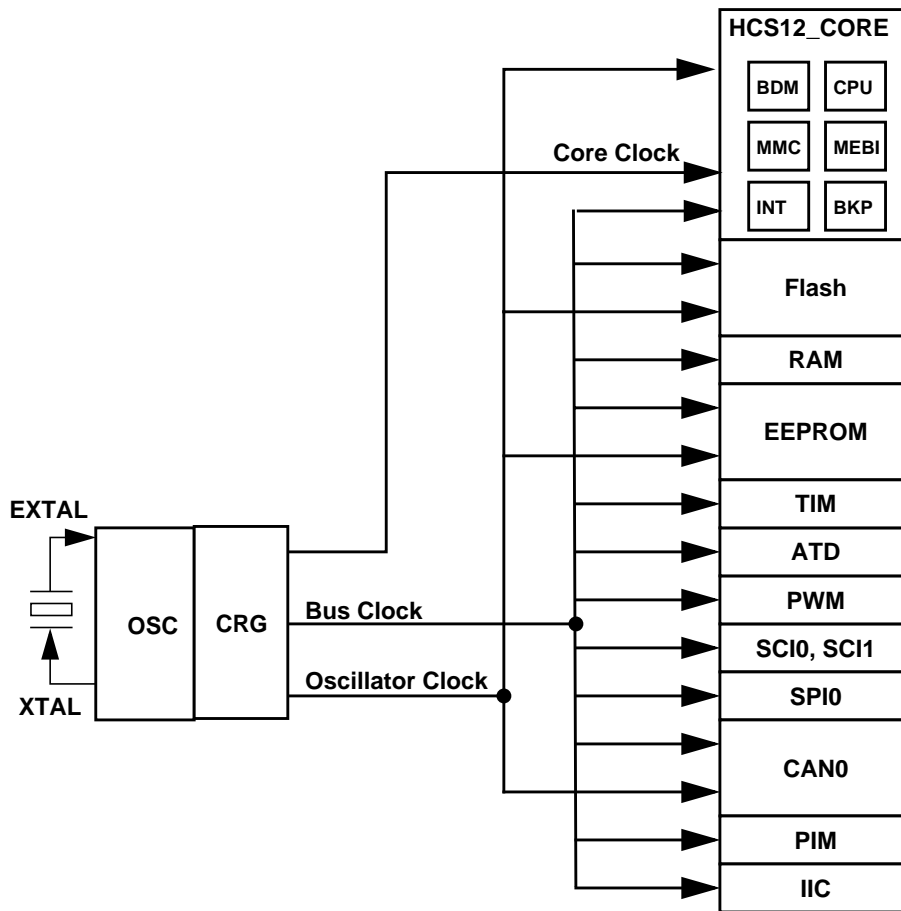 HCS12_CORE
BDM CPU
Core Clock
MMC MEBI
INT BKP
Flash
RAM
EEPROM
EXTAL
TIM
ATD
PWM
Bus Clock
OSC CRG
SCI0, SCI1
Oscillator Clock
SPI0
XTAL
CAN0
PIM
IIC